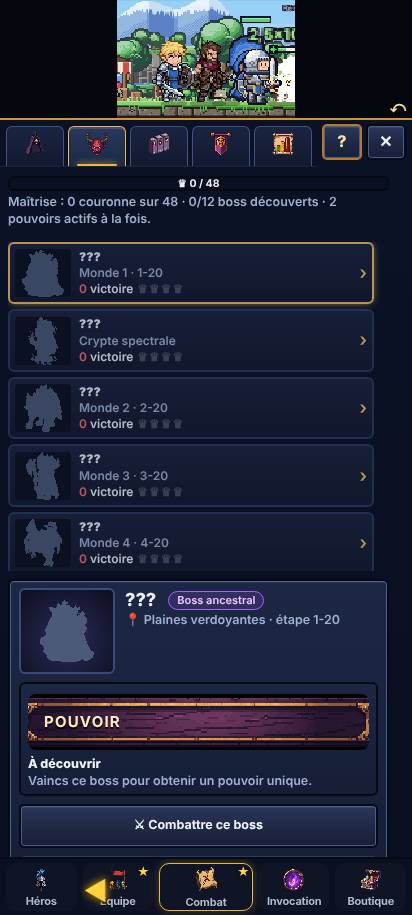 ?
×
0 / 48
Maîtrise : 0 couronne sur 48 · 0/12 boss découverts · 2
pouvoirs actifs à la fois.
???
Monde 1 · 1-20
0 victoire
???
Crypte spectrale
0 victoire
???
Monde 2 · 2-20
0 victoire
???
Monde 3 · 3-20
0 victoire
???
Monde 4 · 4-20
0 victoire
??? Boss ancestral
Plaines verdoyantes · étape 1-20
POUVOIR
À découvrir
Vaincs ce boss pour obtenir un pouvoir unique.
Combattre ce boss
Héros
Équipe
Combat
Invocation
Boutique